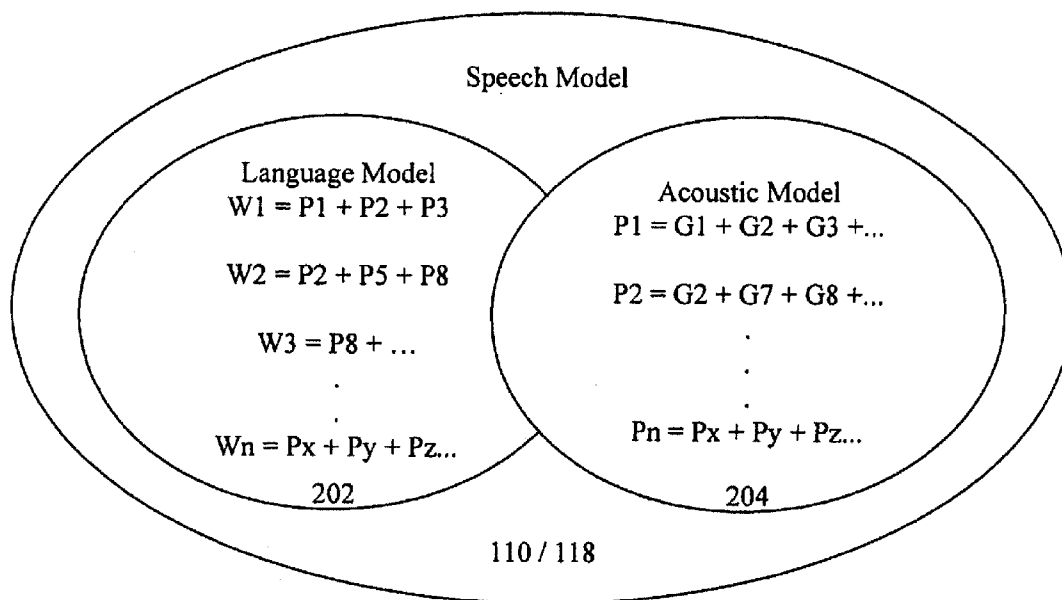 Speech Model
Language Model
W1 = P1 + P2 + P3
W2 = P2 + P5 + P8
W3 = P8 + ...
.
.
Wn = Px + Py + Pz...
202
Acoustic Model
P1 = G1 + G2 + G3 +...
P2 = G2 + G7 + G8 +...
.
.
.
Pn = Px + Py + Pz...
204
110 / 118